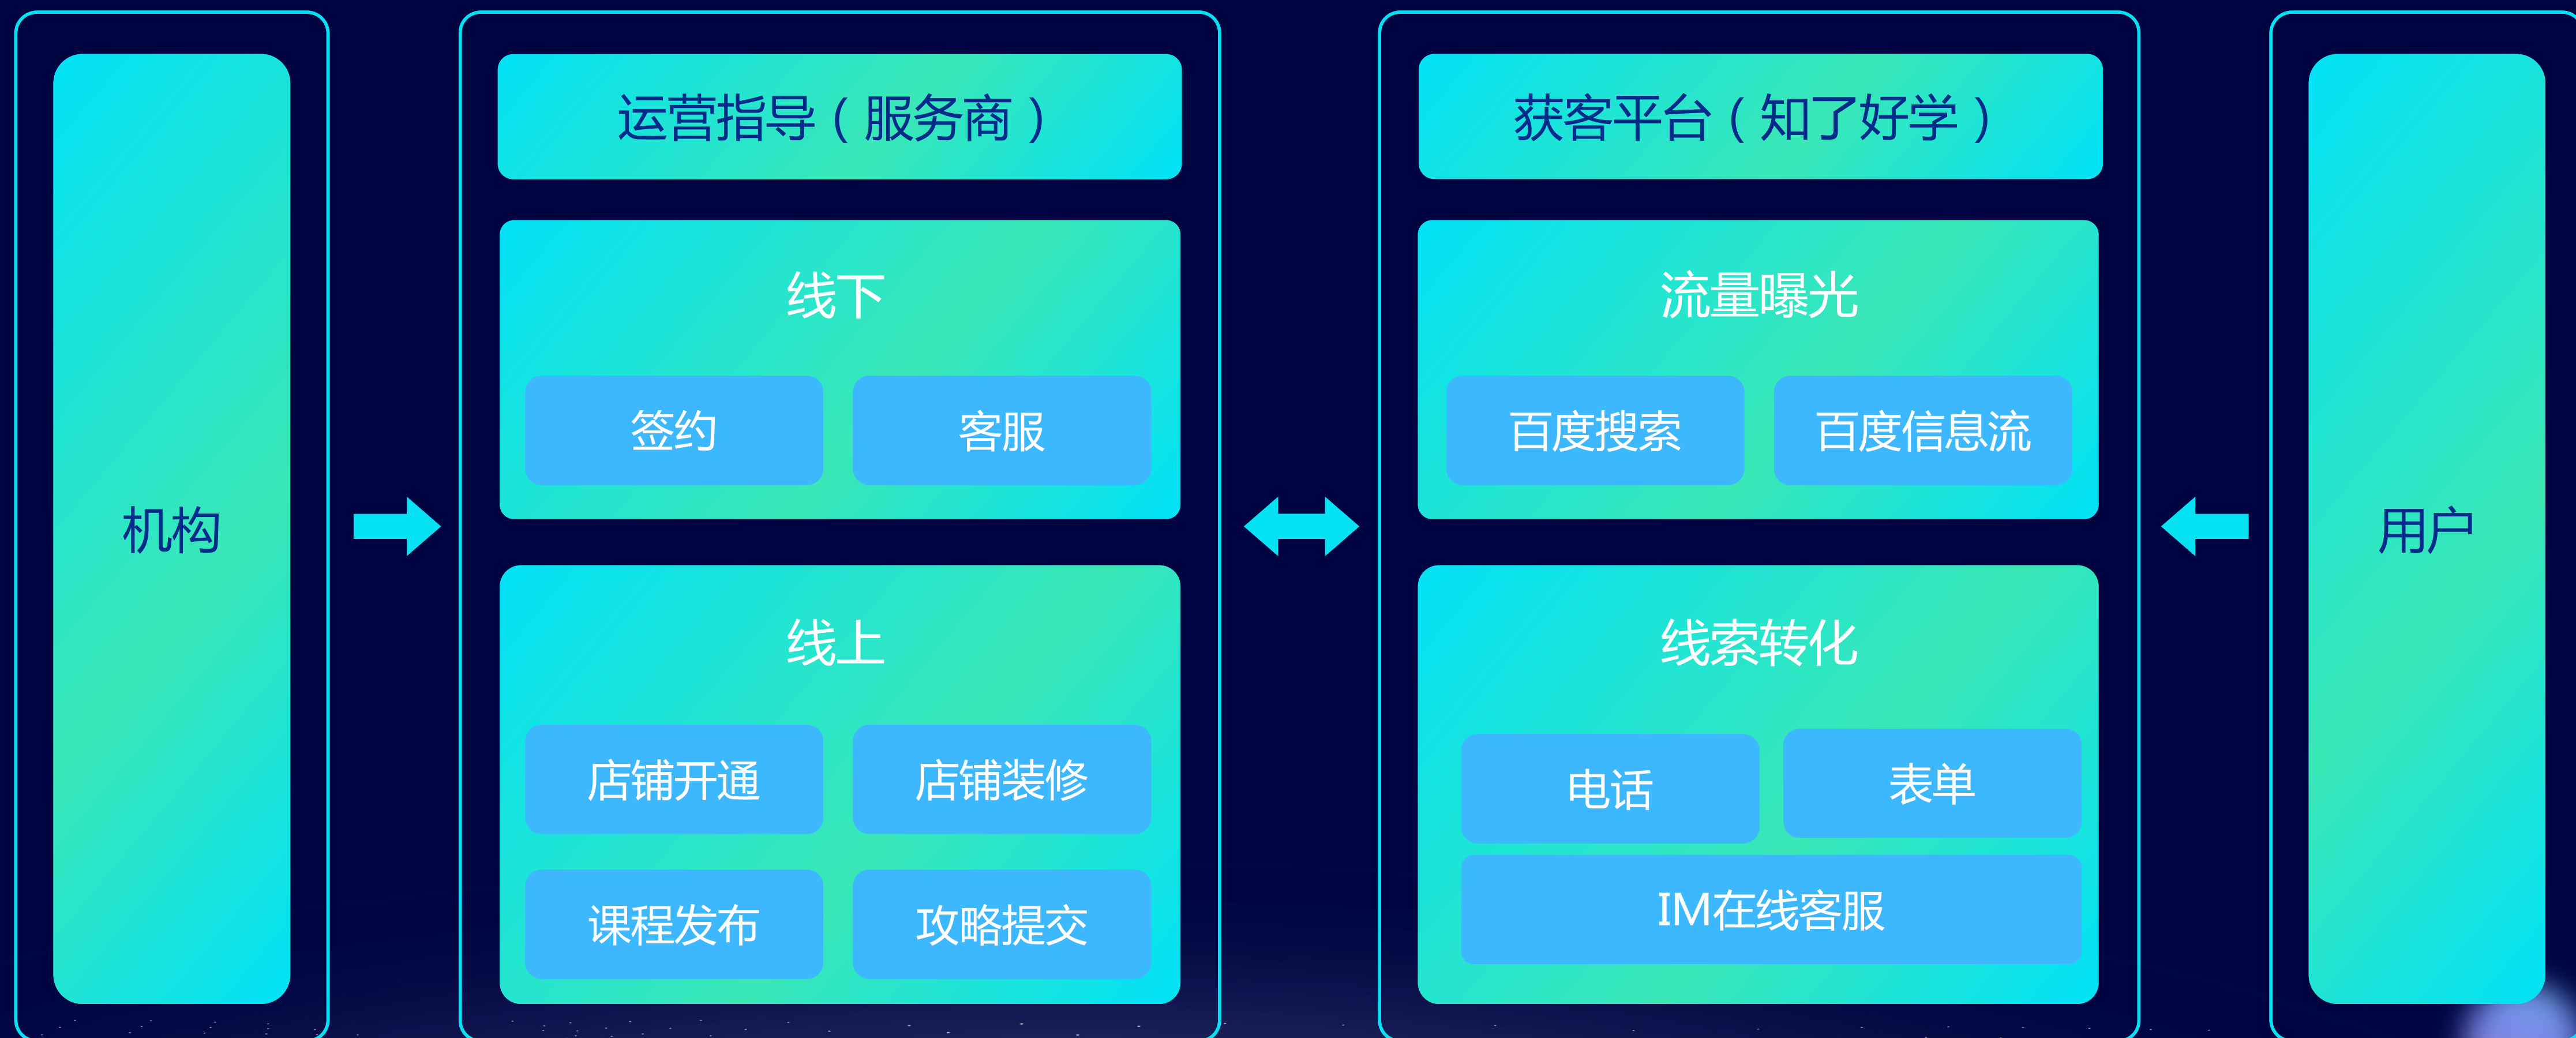 机构
运营指导（服务商）
线下
签约
客服
线上
店铺开通
店铺装修
课程发布
攻略提交
获客平台（知了好学）
流量曝光
百度搜索
百度信息流
线索转化
电话
表单
IM在线客服
用户